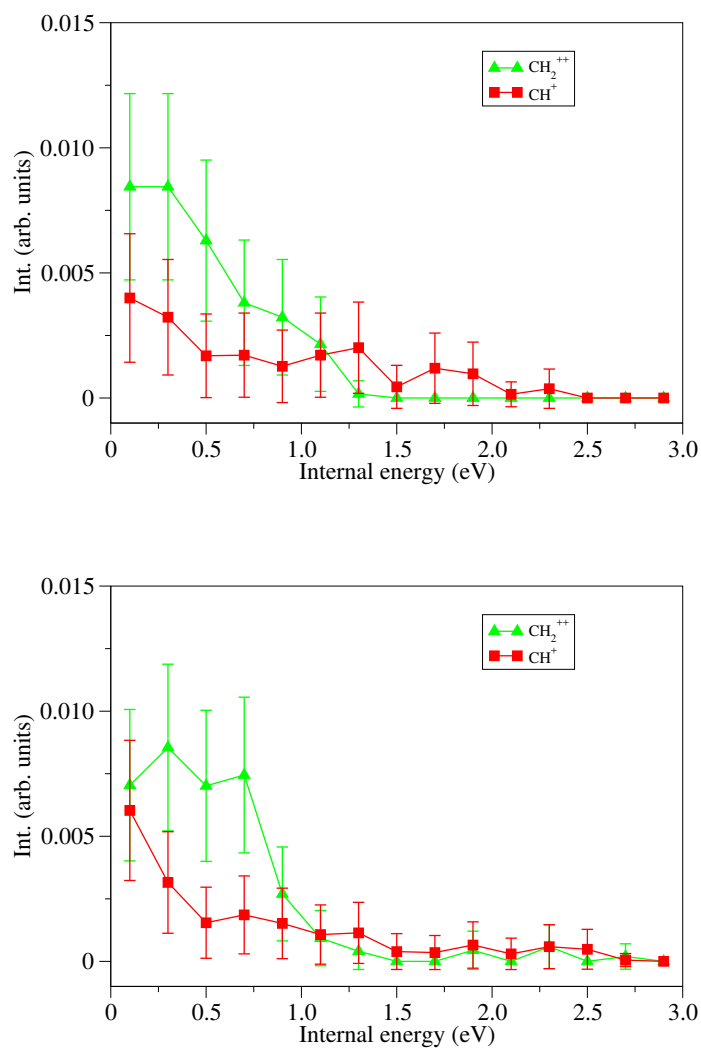 0.015
CH₂⁺⁺
CH⁺
0.010
Int. (arb. units)
0.005
0
0 0.5 1.0 1.5 2.0 2.5 3.0
Internal energy (eV)
0.015
CH₂⁺⁺
CH⁺
0.010
Int. (arb. units)
0.005
0
0 0.5 1.0 1.5 2.0 2.5 3.0
Internal energy (eV)